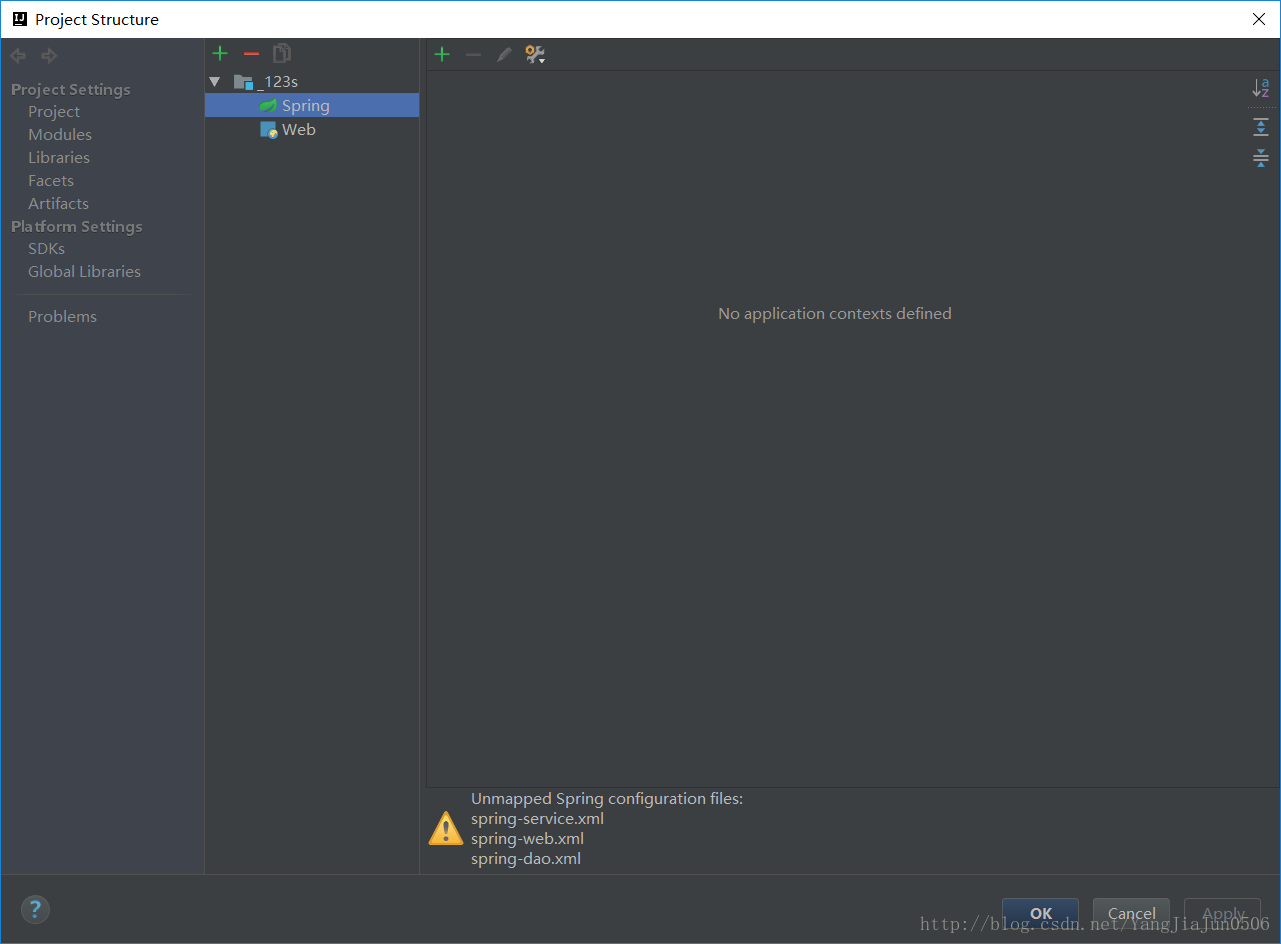 Project Structure
Project Settings
Project
Modules
Libraries
Facets
Artifacts
Platform Settings
SDKs
Global Libraries
Problems
_123s
Spring
Web
No application contexts defined
Unmapped Spring configuration files:
spring-service.xml
spring-web.xml
spring-dao.xml
OK
Cancel
Apply
http://blog.csdn.net/YangJiaJun0506